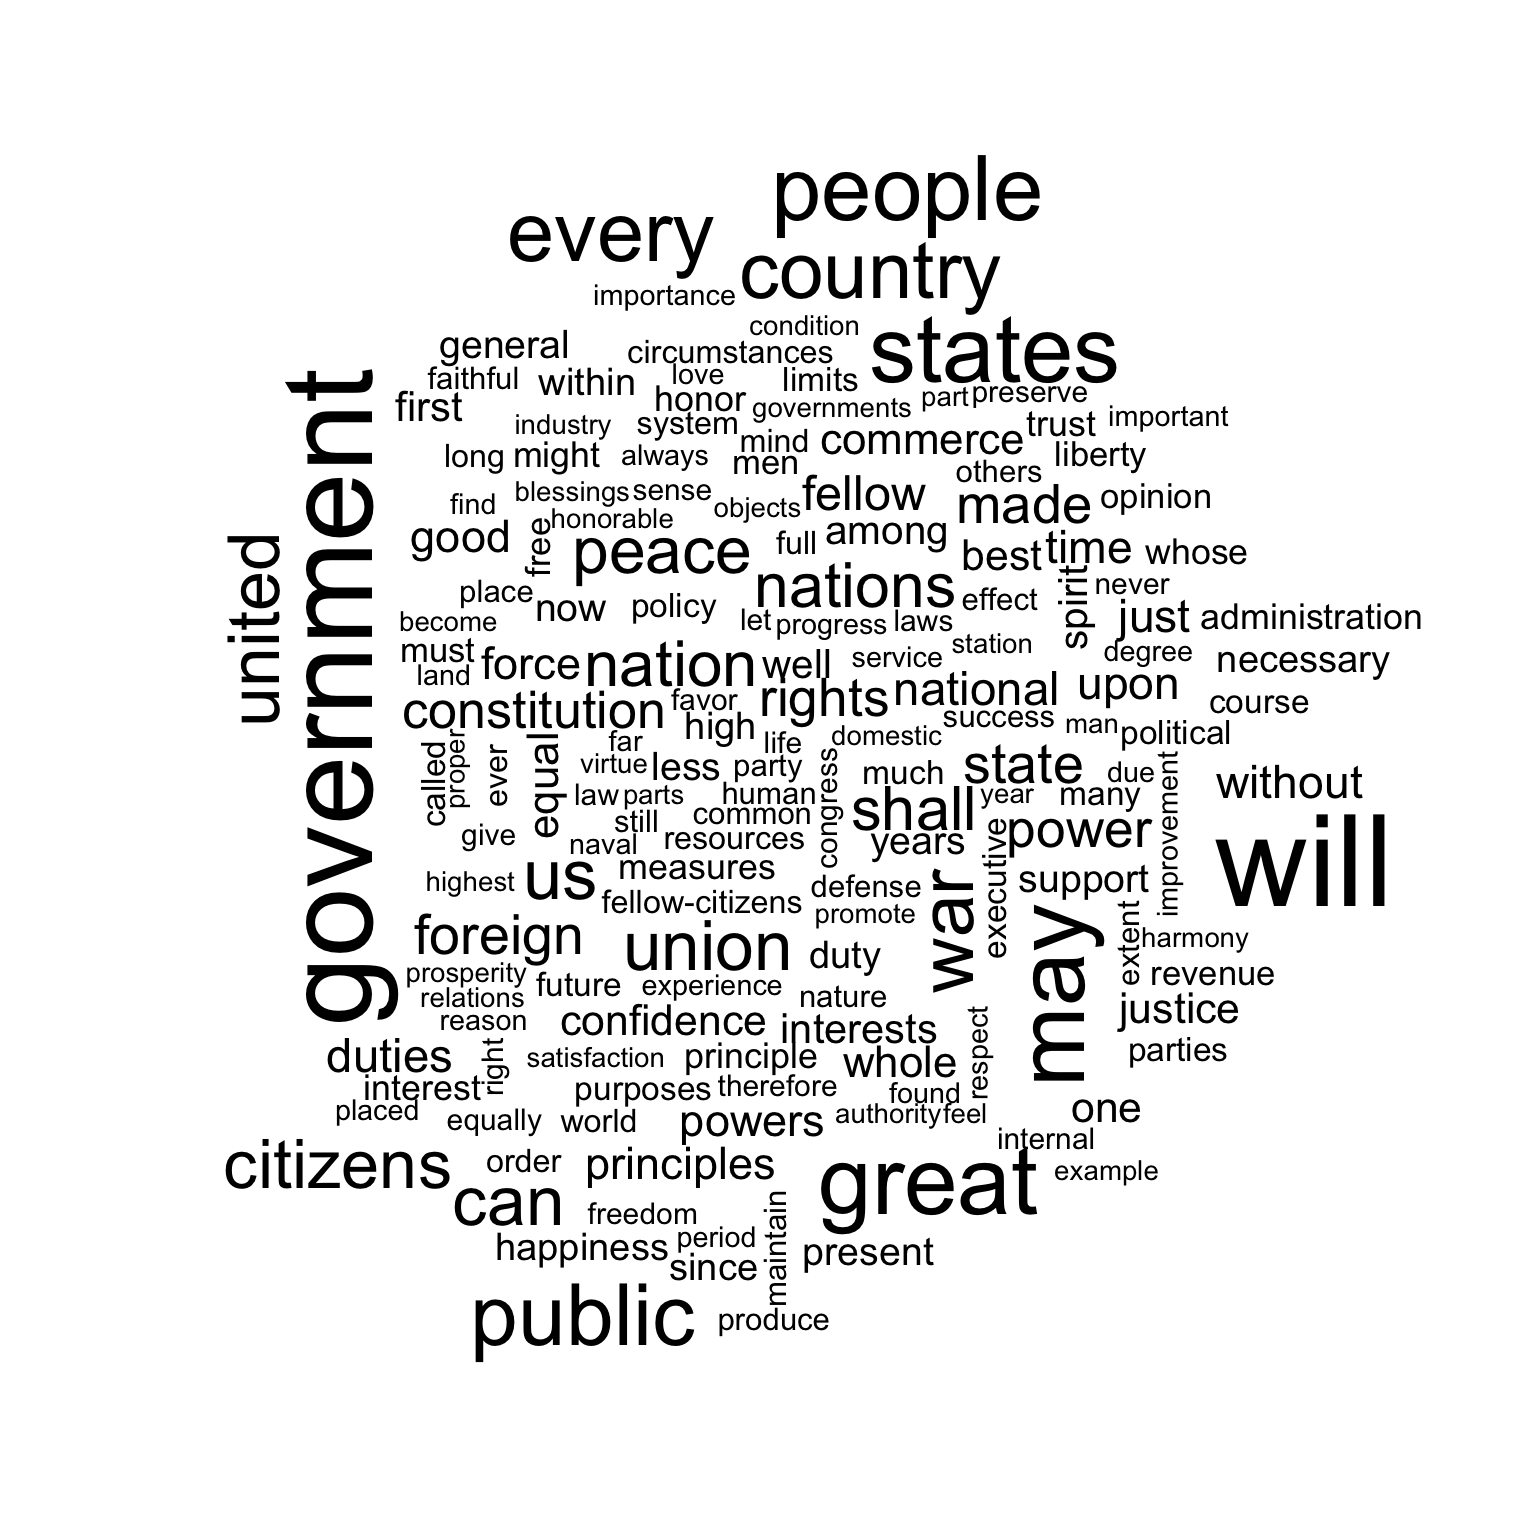 people
every
country
importance
condition
states
general
circumstances
faithful
within
love
limits
first
honor
governments
part
preserve
industry
system
mind
commerce
trust
important
long
might
always
men
others
liberty
find
blessings
sense
objects
fellow
made
opinion
honorable
good
free
peace
full
among
best
time
whose
united
government
place
now
policy
nations
effect
spirit
never
become
let
progress
laws
just
administration
must
land
force
nation
well
service
station
degree
necessary
constitution
favor
rights
national
upon
course
high
success
man
political
called
proper
ever
equal
far
life
domestic
virtue
less
party
congress
much
state
due
improvement
without
law
parts
human
shall
year
many
still
common
give
naval
resources
years
executive
power
will
highest
us
measures
defense
war
support
fellow-citizens
promote
may
extent
harmony
foreign
union
duty
prosperity
future
experience
nature
revenue
relations
reason
confidence
interests
respect
justice
duties
right
satisfaction
principle
whole
parties
interest
purposes
therefore
found
placed
equally
world
powers
authority
feel
one
internal
citizens
order
principles
great
example
can
freedom
maintain
happiness
period
since
present
public
produce